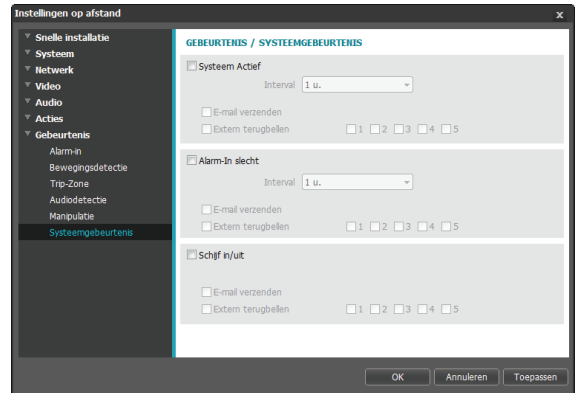 Instellingen op afstand
x
Snelle installatie
Systeem
Netwerk
Video
Audio
Acties
Gebeurtenis
Alarm-in
Bewegingsdetectie
Trip-Zone
Audiodetectie
Manipulatie
Systeemgebeurtenis
GEBEURTENIS / SYSTEEMGEBEURTENIS
Systeem Actief
Interval 1 u.
E-mail verzenden
Extern terugbellen 1 2 3 4 5
Alarm-In slecht
Interval 1 u.
E-mail verzenden
Extern terugbellen 1 2 3 4 5
Schijf in/uit
E-mail verzenden
Extern terugbellen 1 2 3 4 5
OK Annuleren Toepassen